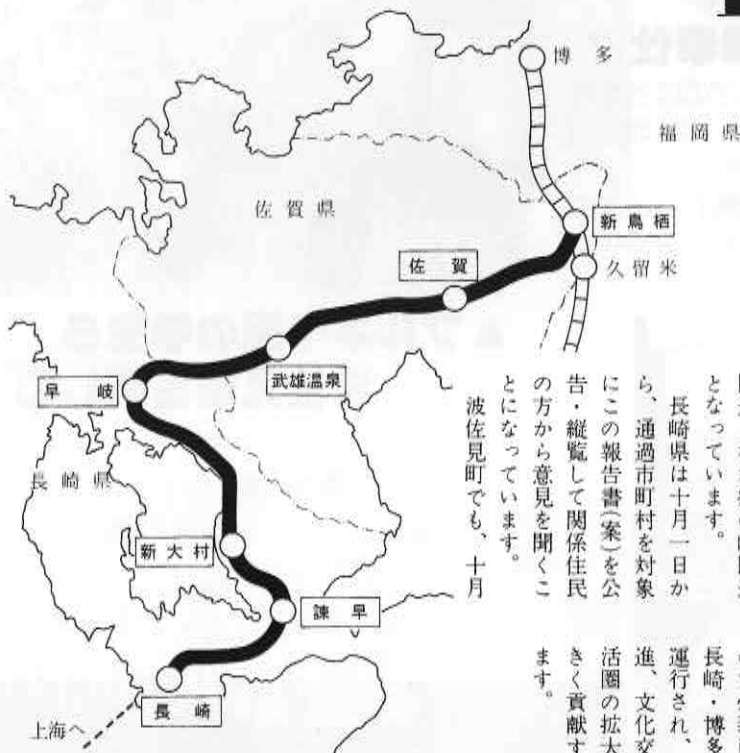 博多
福岡県
佐賀県
新鳥栖
佐賀
久留米
武雄温泉
早岐
長崎県
新大村
諫早
長崎
上海へ
となっています。
長崎県は十月一日か
ら、通過市町村を対象
にこの報告書(案)を公
告・縦覧して関係住民
の方から意見を聞くこ
とになっています。
波佐見町でも、十月
長崎・博多
運行され、
進、文化交
活圏の拡大
きく貢献す
ます。